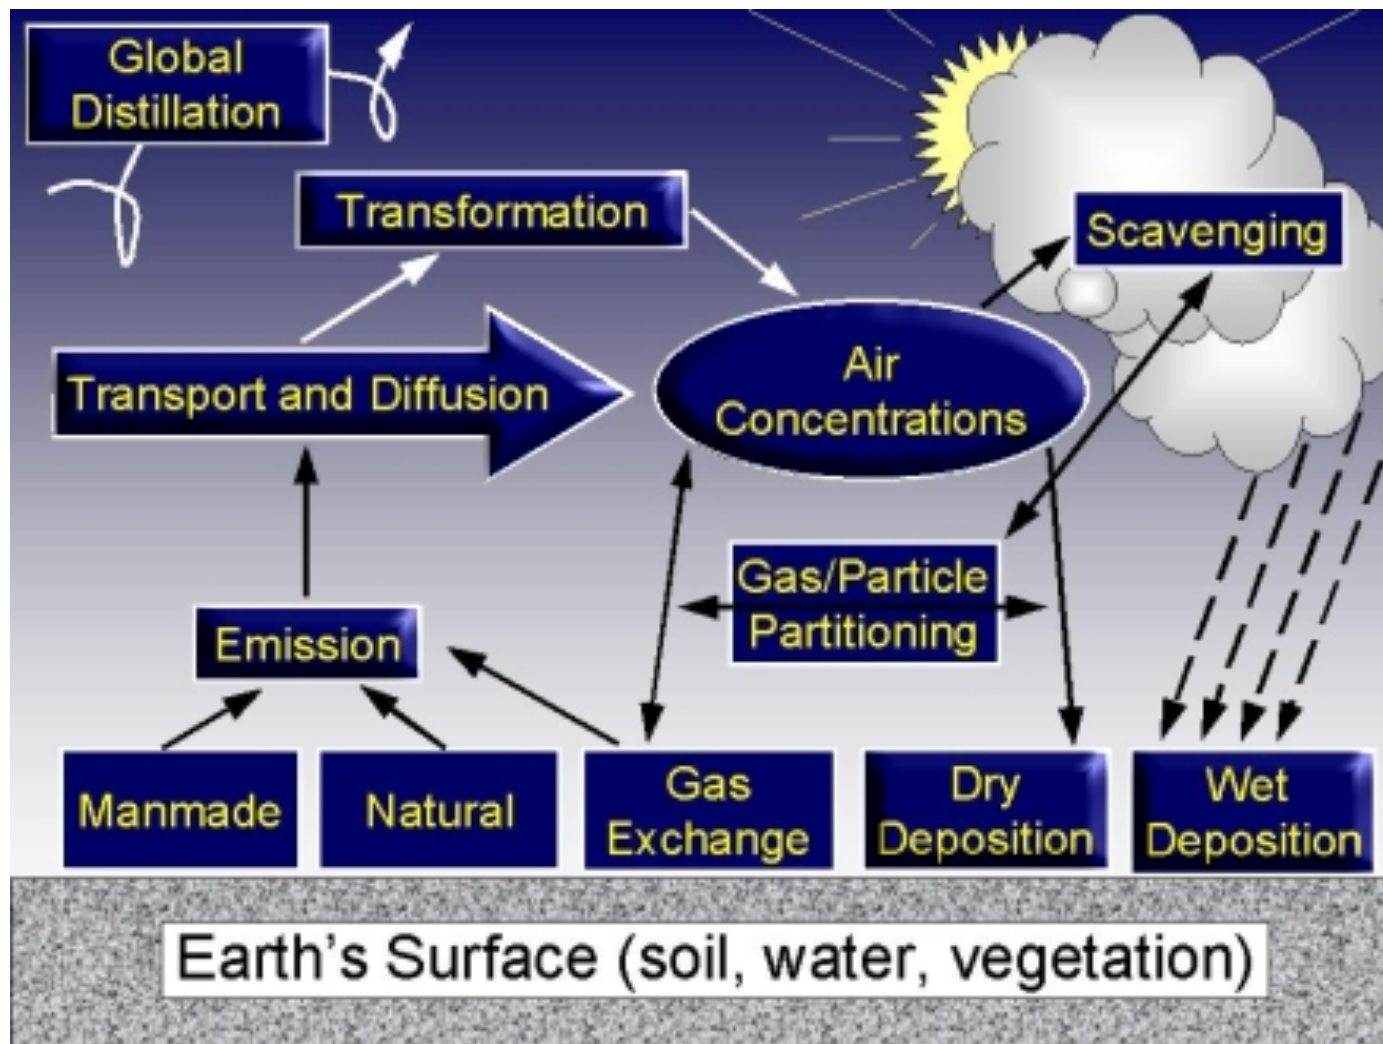 Global
Distillation
Transformation
Scavenging
Transport and Diffusion
Air
Concentrations
Gas/Particle
Partitioning
Emission
Manmade
Natural
Gas
Exchange
Dry
Deposition
Wet
Deposition
Earth's Surface (soil, water, vegetation)